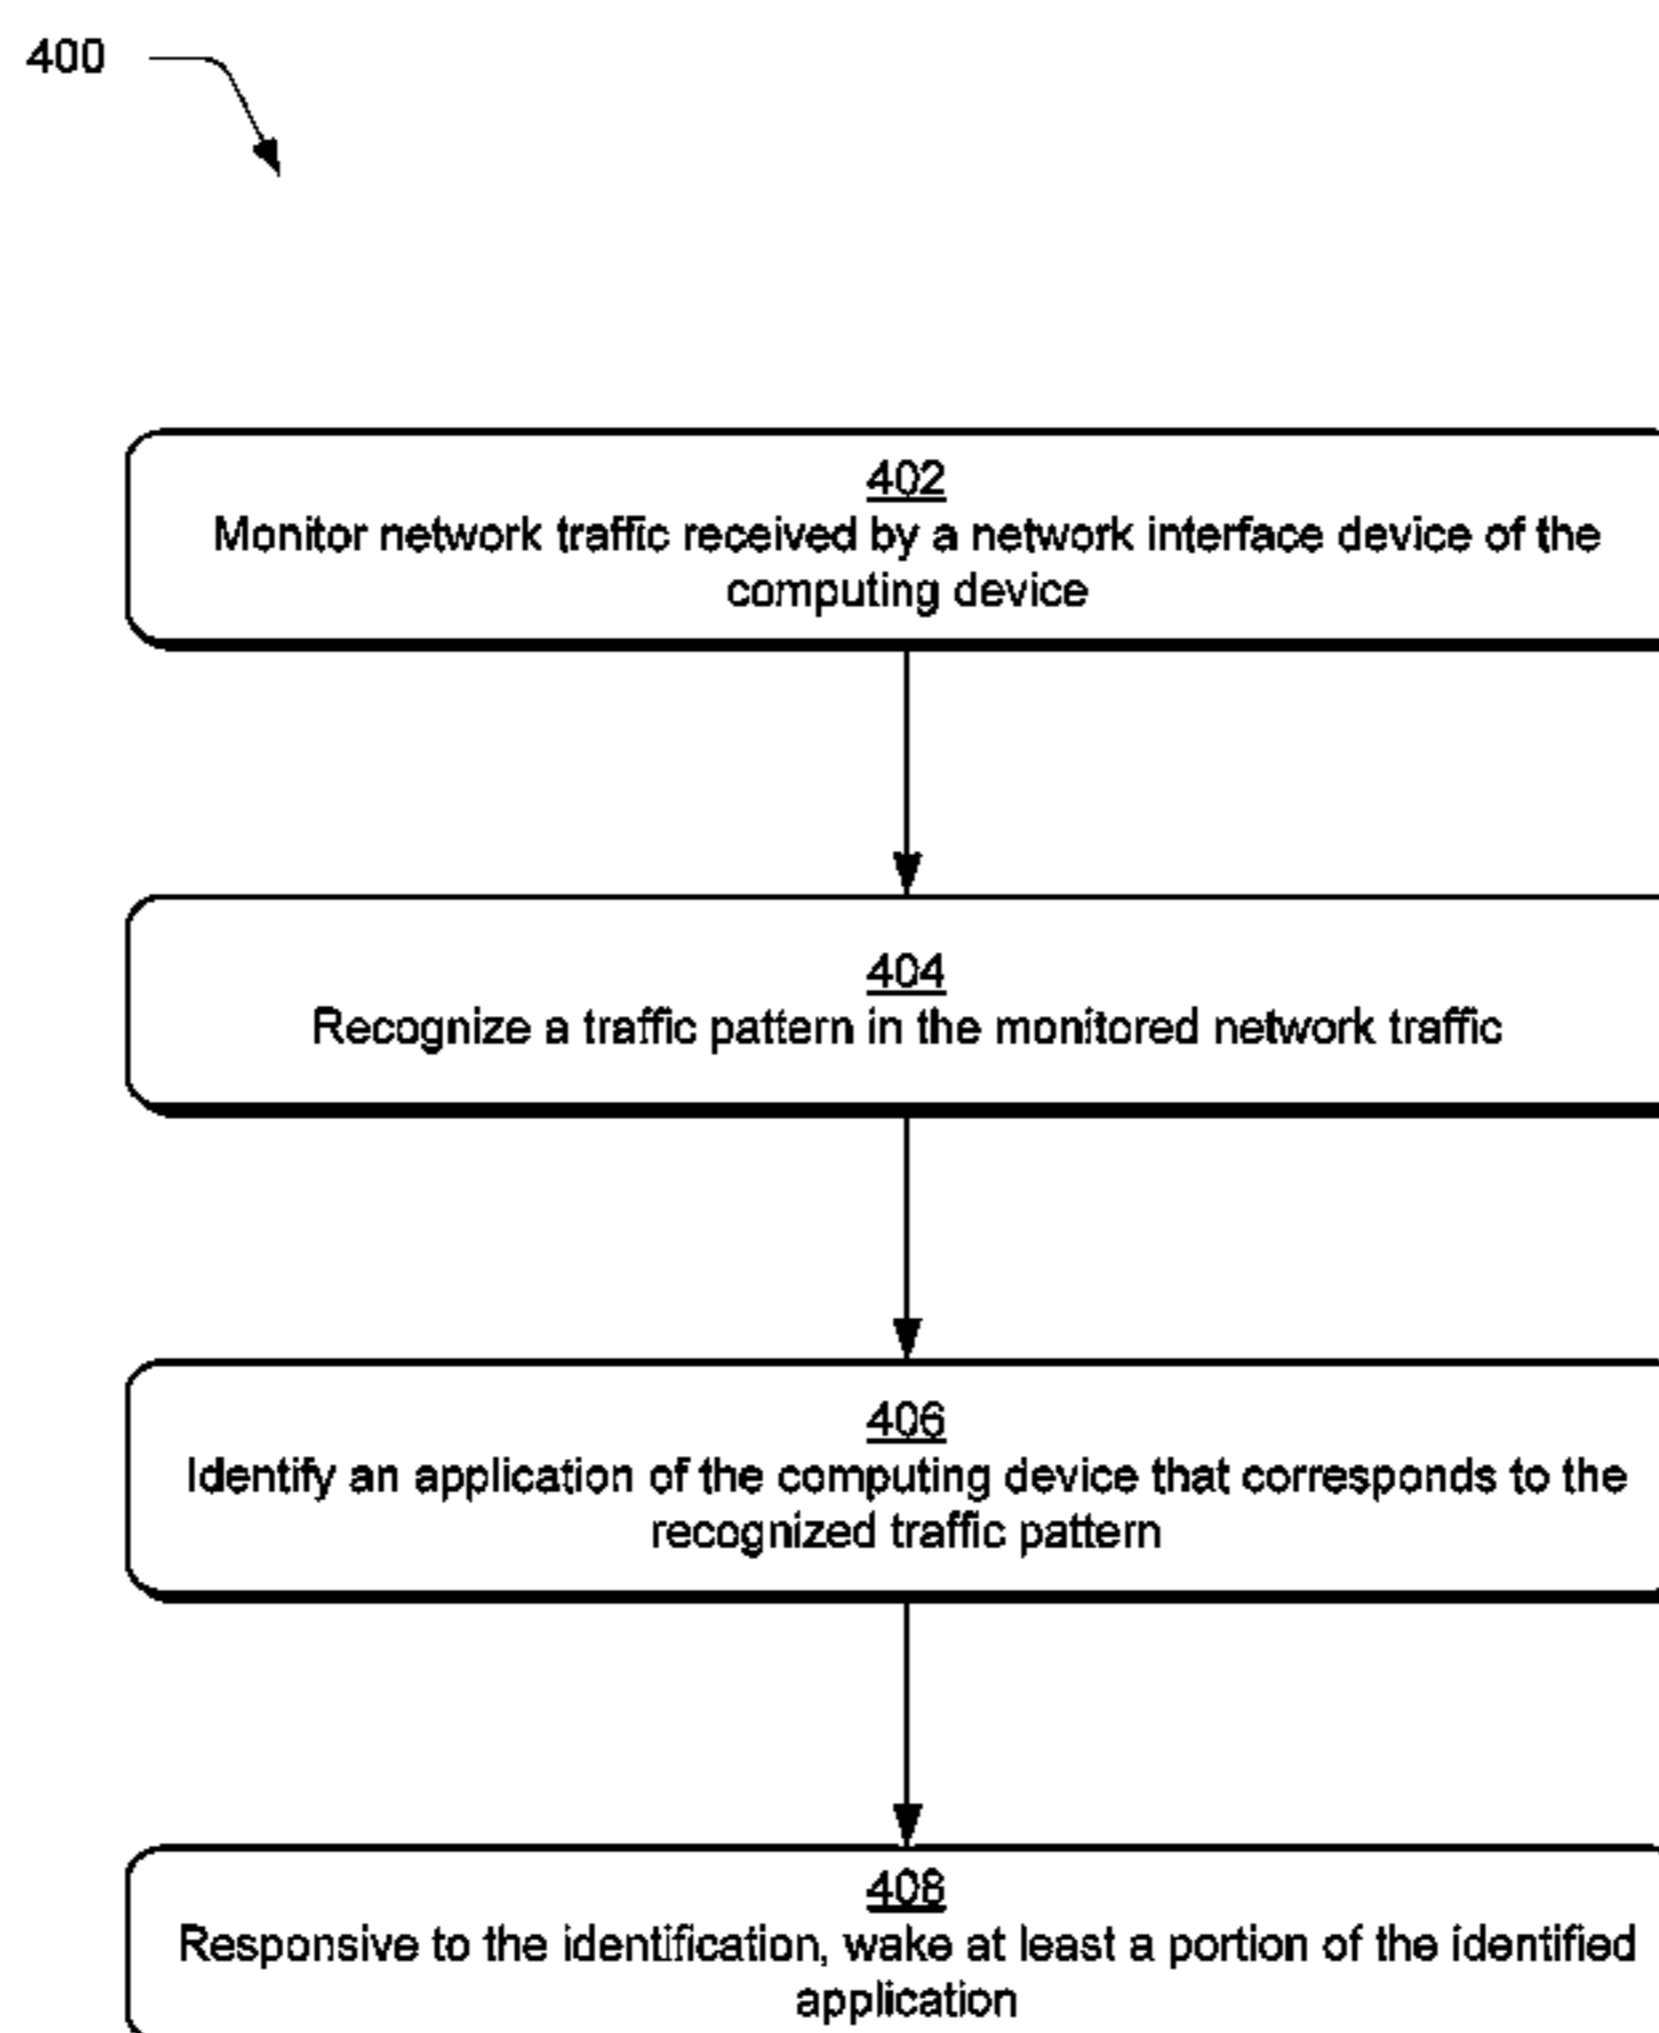 400
402
Monitor network traffic received by a network interface device of the
computing device
404
Recognize a traffic pattern in the monitored network traffic
406
Identify an application of the computing device that corresponds to the
recognized traffic pattern
408
Responsive to the identification, wake at least a portion of the identified
application